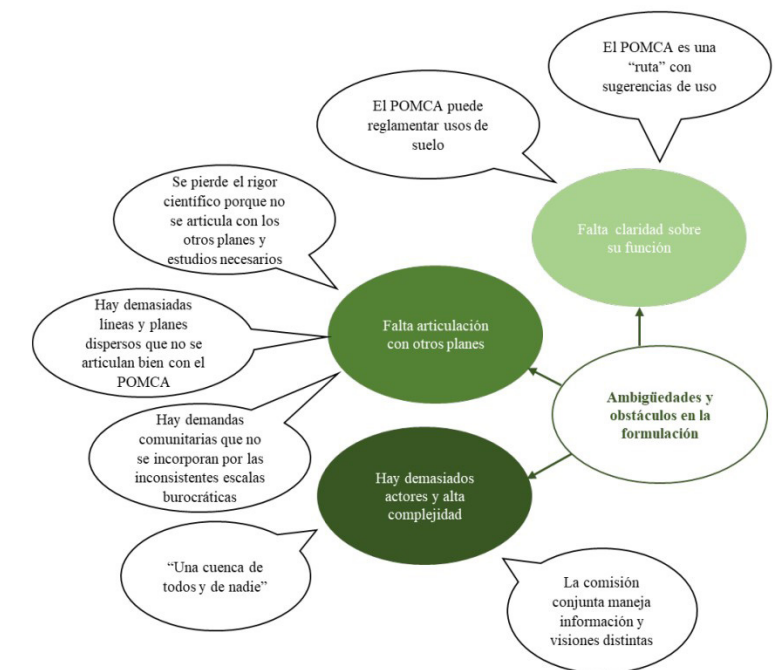 El POMCA es una
“ruta” con
sugerencias de uso
El POMCA puede
reglamentar usos de
suelo
Se pierde el rigor
científico porque no
se articula con los
otros planes y
estudios necesarios
Falta claridad sobre
su función
Hay demasiadas
líneas y planes
dispersos que no se
articulan bien con el
POMCA
Falta articulación
con otros planes
Ambigüedades y
obstáculos en la
formulación
Hay demandas
comunitarias que no
se incorporan por las
inconsistentes escalas
burocráticas
Hay demasiados
actores y alta
complejidad
“Una cuenca de
todos y de nadie”
La comisión
conjunta maneja
información y
visiones distintas